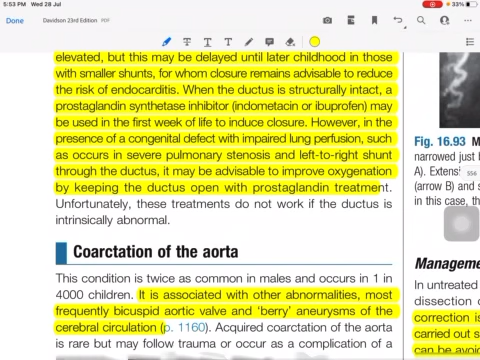 5:53 PM Wed 28 Jul
33%
Done
Davidson 23rd Edition
PDF
T T T
elevated, but this may be delayed until later childhood in those
with smaller shunts, for whom closure remains advisable to reduce
the risk of endocarditis. When the ductus is structurally intact, a
prostaglandin synthetase inhibitor (indometacin or ibuprofen) may
be used in the first week of life to induce closure. However, in the
presence of a congenital defect with impaired lung perfusion, such
as occurs in severe pulmonary stenosis and left-to-right shunt
through the ductus, it may be advisable to improve oxygenation
by keeping the ductus open with prostaglandin treatment.
Unfortunately, these treatments do not work if the ductus is
intrinsically abnormal.
Coarctation of the aorta
This condition is twice as common in males and occurs in 1 in
4000 children. It is associated with other abnormalities, most
frequently bicuspid aortic valve and ‘berry’ aneurysms of the
cerebral circulation (p. 1160). Acquired coarctation of the aorta
is rare but may follow trauma or occur as a complication of a
Fig. 16.93 M
narrowed just b
A). Extens
556
(arrow B) and s
in this case, th
Manageme
In untreated
dissection o
correction is
carried out s
can be avoi